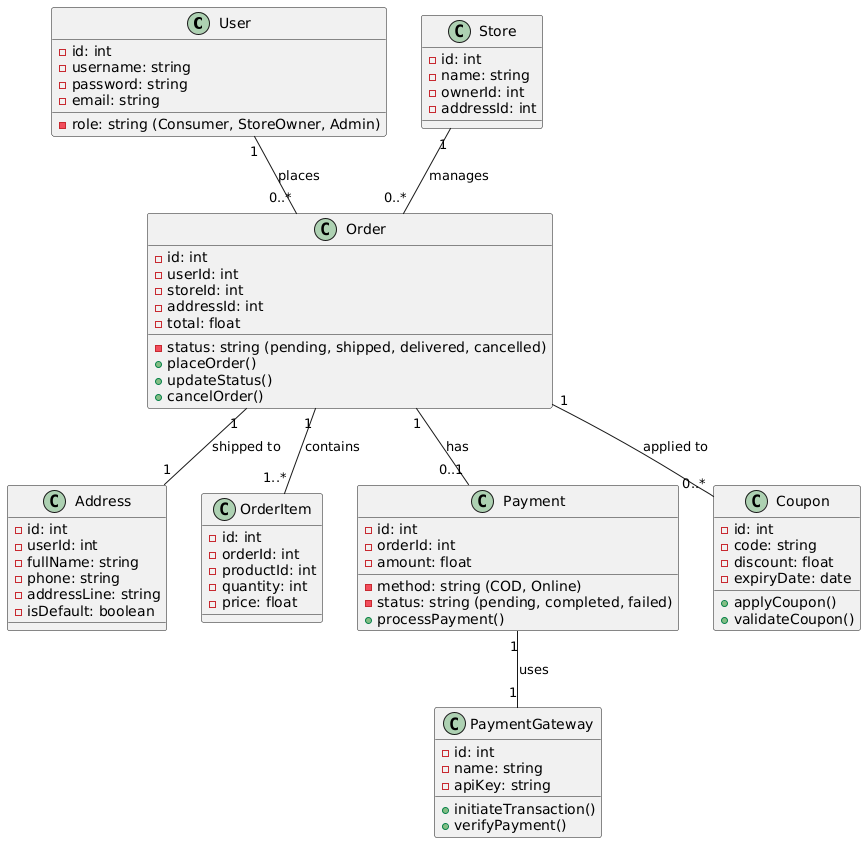 C User
id: int
username: string
password: string
email: string
role: string (Consumer, StoreOwner, Admin)
C Store
id: int
name: string
ownerId: int
addressId: int
1
places
0..*
1
manages
0..*
C Order
id: int
userId: int
storeId: int
addressId: int
total: float
status: string (pending, shipped, delivered, cancelled)
placeOrder()
updateStatus()
cancelOrder()
1
shipped to
1
1
contains
1..*
1
has
0..1
1
applied to
0..*
C Address
id: int
userId: int
fullName: string
phone: string
addressLine: string
isDefault: boolean
C OrderItem
id: int
orderId: int
productId: int
quantity: int
price: float
C Payment
id: int
orderId: int
amount: float
method: string (COD, Online)
status: string (pending, completed, failed)
processPayment()
C Coupon
id: int
code: string
discount: float
expiryDate: date
applyCoupon()
validateCoupon()
1
uses
1
C PaymentGateway
id: int
name: string
apiKey: string
initiateTransaction()
verifyPayment()